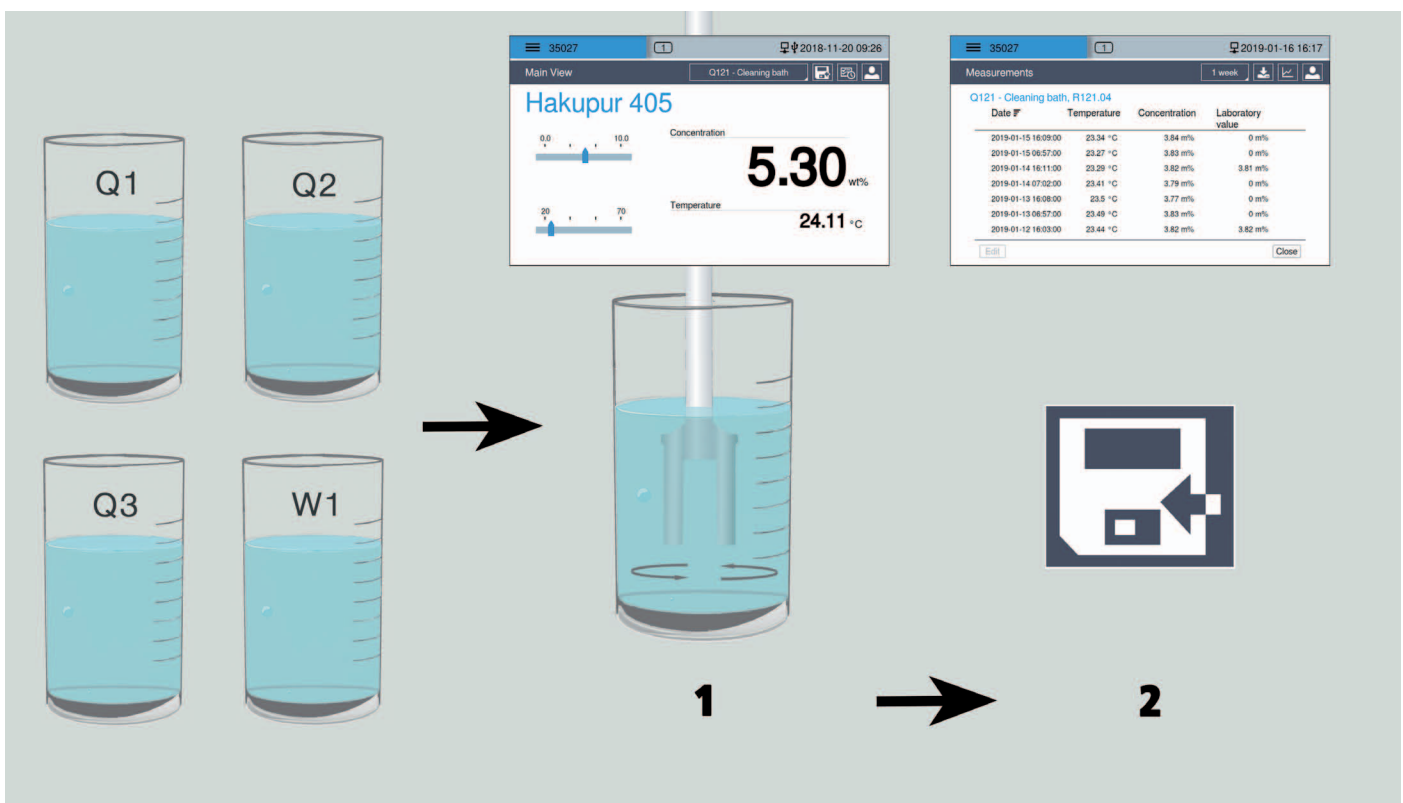 Q1
Q2
Q3
W1
35027
1
2018-11-20 09:26
Main View
Q121 - Cleaning bath
Hakupur 405
0.0 10.0
Concentration
5.30 wt%
20 70
Temperature
24.11 °C
1
35027
1
2019-01-16 16:17
Measurements
1 week
Q121 - Cleaning bath, R121.04
Date Temperature Concentration Laboratory
value
2019-01-15 16:09:00 23.34 °C 3.84 m% 0 m%
2019-01-15 06:57:00 23.27 °C 3.83 m% 0 m%
2019-01-14 16:11:00 23.29 °C 3.82 m% 3.81 m%
2019-01-14 07:02:00 23.41 °C 3.79 m% 0 m%
2019-01-13 16:08:00 23.5 °C 3.77 m% 0 m%
2019-01-13 06:57:00 23.49 °C 3.83 m% 0 m%
2019-01-12 16:03:00 23.44 °C 3.82 m% 3.82 m%
Edit
Close
2